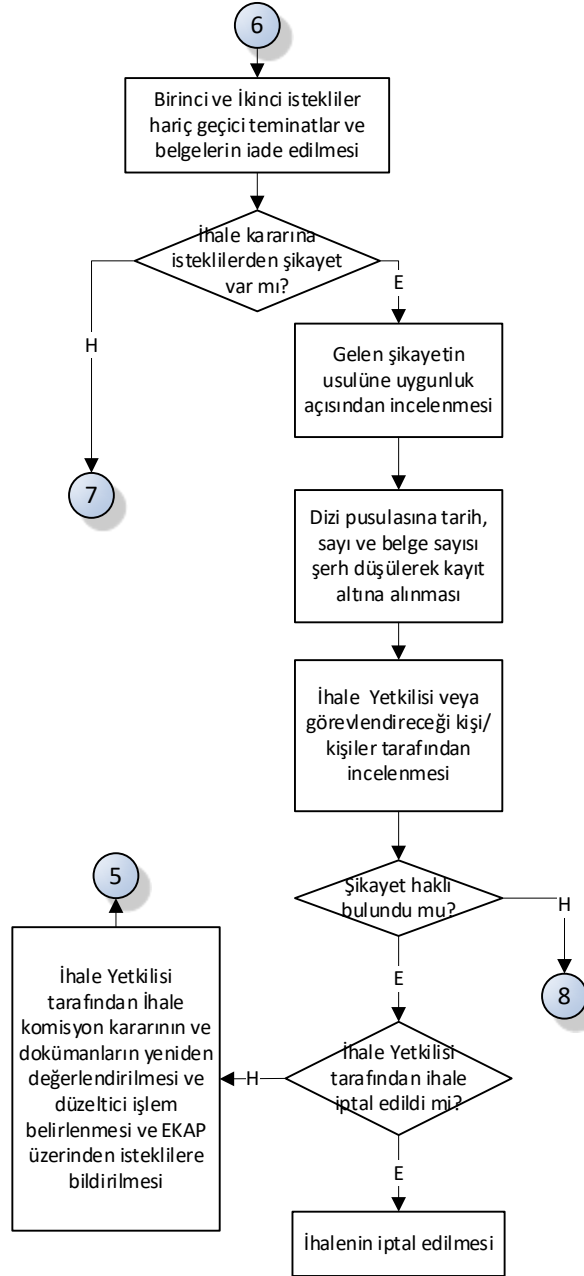 6
Birinci ve İkinci istekliler
hariç geçici teminatlar ve
belgelerin iade edilmesi
İhale kararına
isteklilerden şikayet
var mı?
E
H
Gelen şikayetin
usulüne uygunluk
açısından incelenmesi
7
Dizi pusulasına tarih,
sayı ve belge sayısı
şerh düşülerek kayıt
altına alınması
İhale Yetkilisi veya
görevlendireceği kişi/
kişiler tarafından
incelenmesi
Şikayet haklı
bulundu mu?
H
E
8
5
İhale Yetkilisi
tarafından ihale
iptal edildi mi?
H
İhale Yetkilisi
tarafından İhale
komisyon kararının ve
dokümanların yeniden
değerlendirilmesi ve
düzeltici işlem
belirlenmesi ve EKAP
üzerinden isteklilere
bildirilmesi
E
İhalenin iptal edilmesi